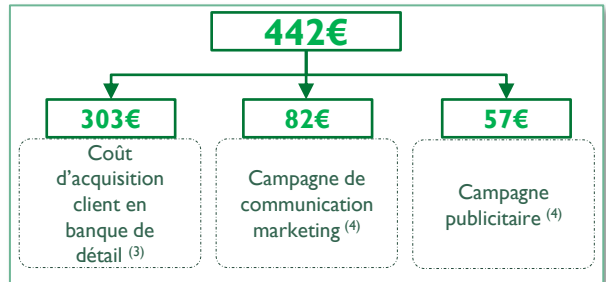 442€
303€
82€
57€
Coût
d’acquisition
client en
banque de
détail (3)
Campagne de
communication
marketing (4)
Campagne
publicitaire (4)